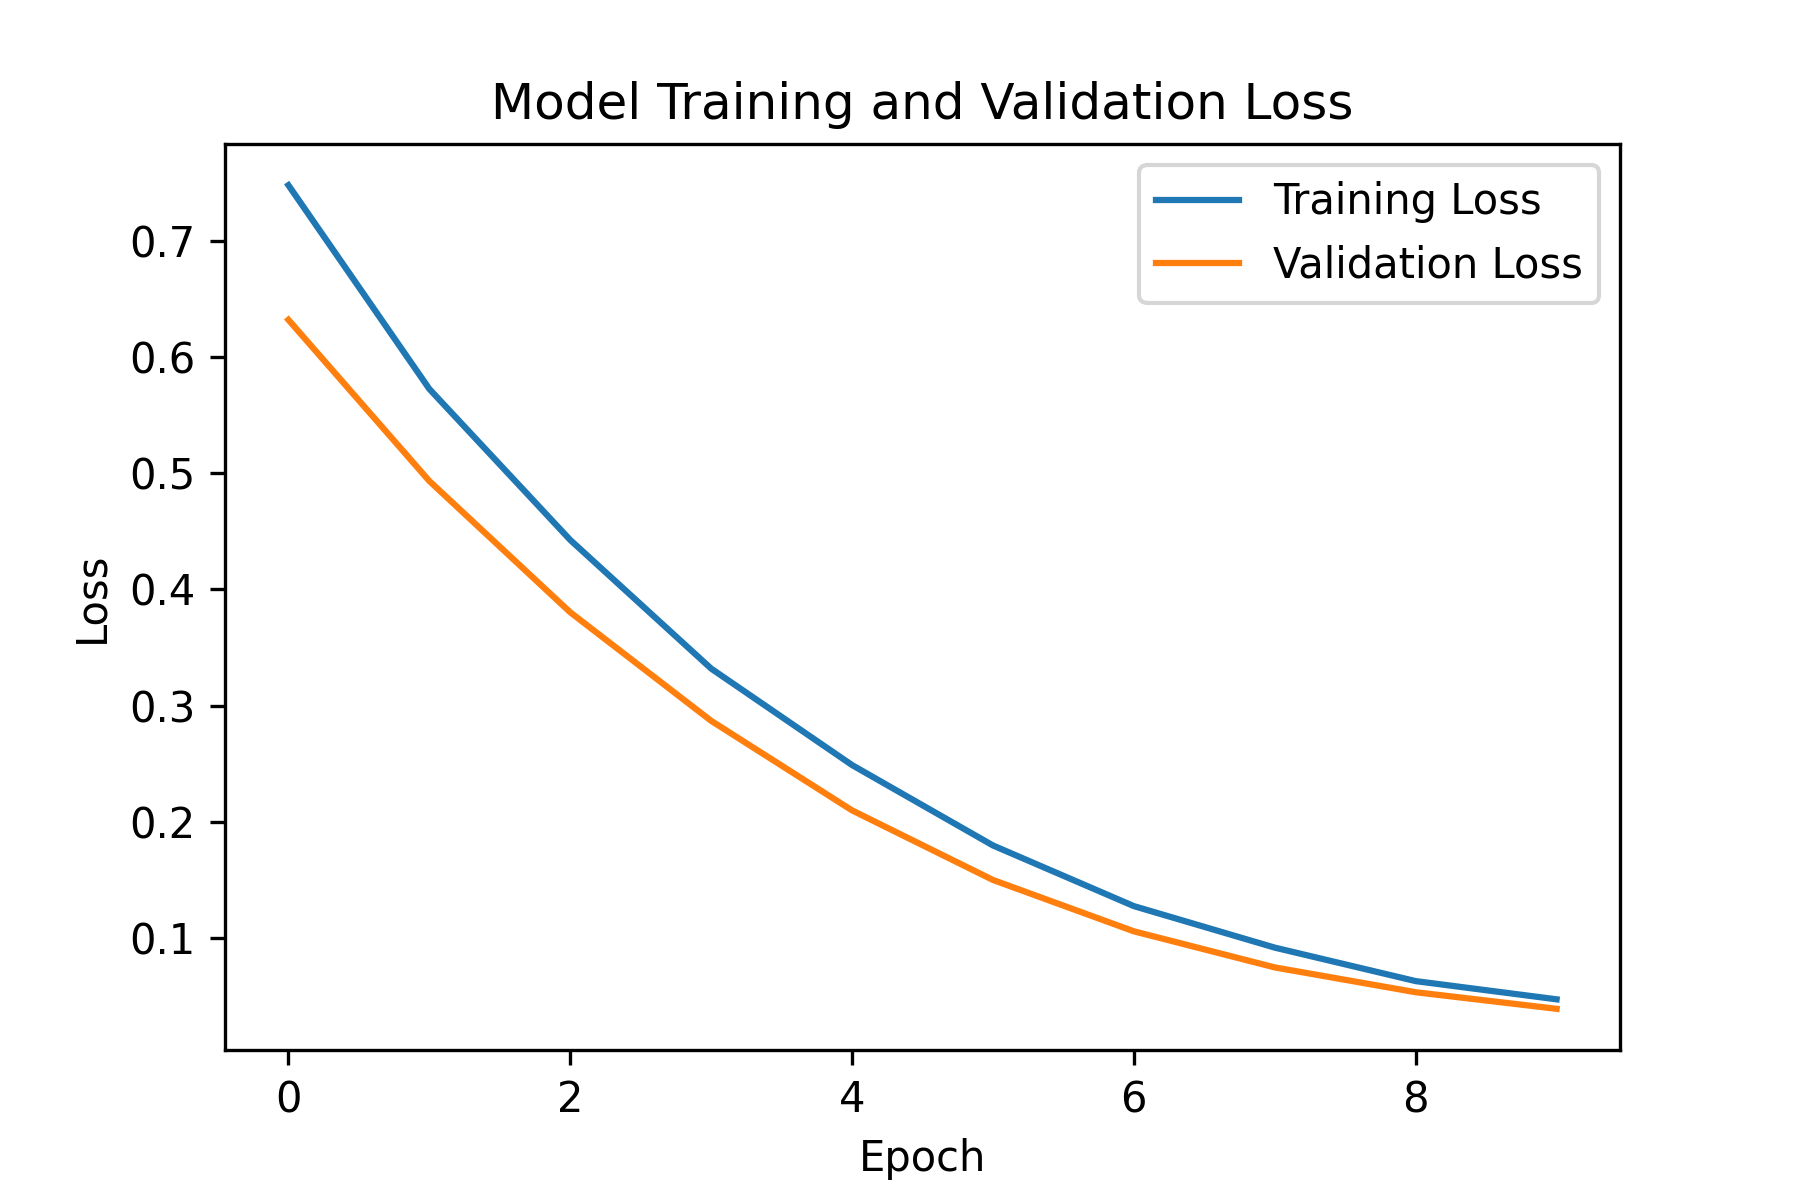 Model Training and Validation Loss
Training Loss
Validation Loss
0.7
0.6
0.5
0.4
0.3
0.2
0.1
Loss
0 2 4 6 8
Epoch